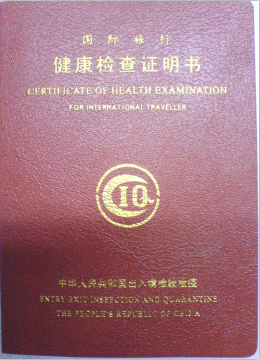 国际旅行
健康检查证明书
CERTIFICATE OF HEALTH EXAMINATION
FOR INTERNATIONAL TRAVELLER
CIQ
中华人民共和国出入境检验检疫
ENTRY-EXIT INSPECTION AND QUARANTINE
THE PEOPLE'S REPUBLIC OF CHINA